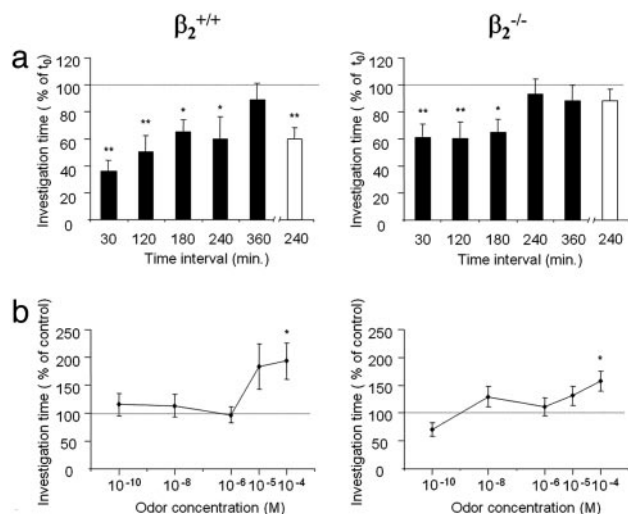 β₂⁺/⁺ β₂⁻/⁻
a
Investigation time ( % of t₀)
120
100
80
60
40
20
0
** ** * * **
30 120 180 240 360 240
Time interval (min.)
Investigation time ( % of t₀)
120
100
80
60
40
20
0
** ** *
30 120 180 240 360 240
Time interval (min.)
b
Investigation time ( % of control)
250
200
150
100
50
0
*
10⁻¹⁰ 10⁻⁸ 10⁻⁶ 10⁻⁵ 10⁻⁴
Odor concentration (M)
Investigation time ( % of control)
250
200
150
100
50
0
*
10⁻¹⁰ 10⁻⁸ 10⁻⁶ 10⁻⁵ 10⁻⁴
Odor concentration (M)